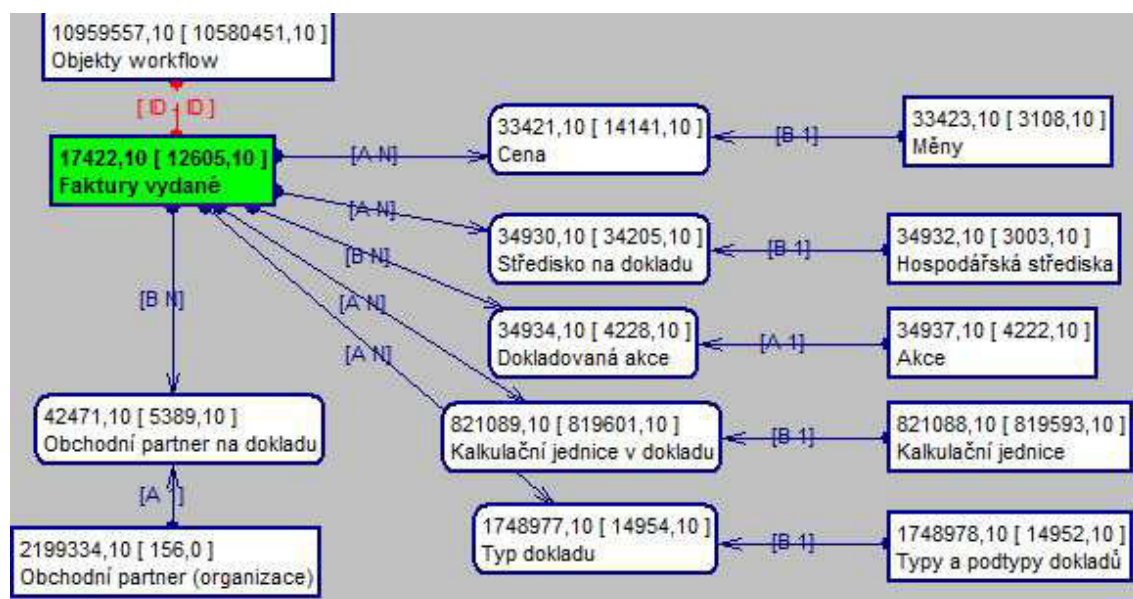 10959557,10 [ 10580451,10 ]
Objekty workflow
[ ID - ID ]
17422,10 [ 12605,10 ]
Faktury vydané
[A N]
33421,10 [ 14141,10 ]
Cena
[B 1]
33423,10 [ 3108,10 ]
Měny
[A N]
34930,10 [ 34205,10 ]
Středisko na dokladu
[B 1]
34932,10 [ 3003,10 ]
Hospodářská střediska
[B N]
34934,10 [ 4228,10 ]
Dokladovaná akce
[A 1]
34937,10 [ 4222,10 ]
Akce
[B N]
[A N]
[A N]
42471,10 [ 5389,10 ]
Obchodní partner na dokladu
821089,10 [ 819601,10 ]
Kalkulační jednice v dokladu
[B 1]
821088,10 [ 819593,10 ]
Kalkulační jednice
[A 1]
1748977,10 [ 14954,10 ]
Typ dokladu
[B 1]
1748978,10 [ 14952,10 ]
Typy a podtypy dokladů
2199334,10 [ 156,0 ]
Obchodní partner (organizace)